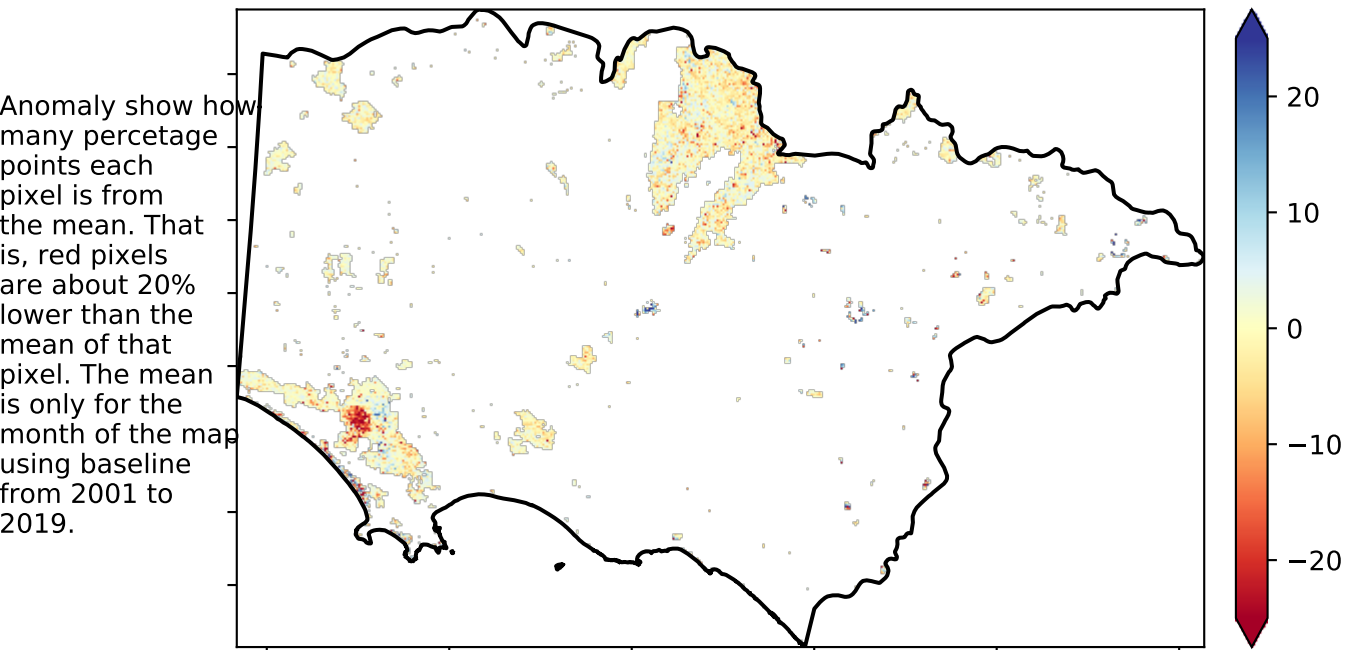 Anomaly show how
many percetage
points each
pixel is from
the mean. That
is, red pixels
are about 20%
lower than the
mean of that
pixel. The mean
is only for the
month of the map
using baseline
from 2001 to
2019.
20
10
0
−10
−20